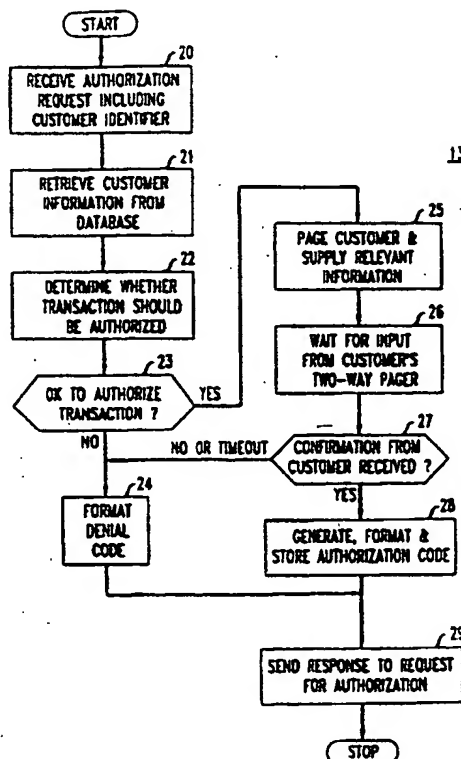 START
20
RECEIVE AUTHORIZATION
REQUEST INCLUDING
CUSTOMER IDENTIFIER
21
RETRIEVE CUSTOMER
INFORMATION FROM
DATABASE
22
DETERMINE WHETHER
TRANSACTION SHOULD
BE AUTHORIZED
23
OK TO AUTHORIZE
TRANSACTION ?
YES
NO
24
FORMAT
DENIAL
CODE
13
25
PAGE CUSTOMER &
SUPPLY RELEVANT
INFORMATION
26
WAIT FOR INPUT
FROM CUSTOMER'S
TWO-WAY PAGER
27
CONFIRMATION FROM
CUSTOMER RECEIVED ?
NO OR TIMEOUT
YES
28
GENERATE, FORMAT &
STORE AUTHORIZATION CODE
29
SEND RESPONSE TO REQUEST
FOR AUTHORIZATION
STOP